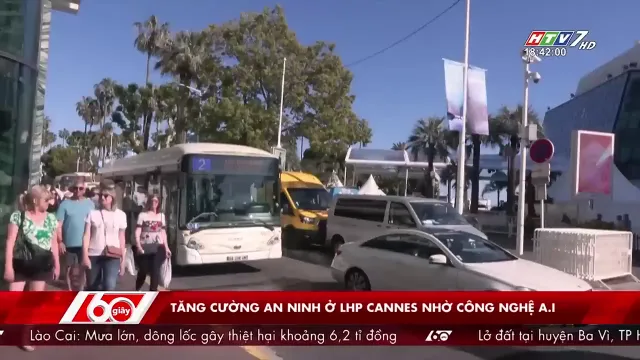 HTV7 HD
18:42:00
2
60 giây
TĂNG CƯỜNG AN NINH Ở LHP CANNES NHỜ CÔNG NGHỆ A.I
Lào Cai: Mưa lớn, dông lốc gây thiệt hại khoảng 6,2 tỉ đồng
60
Lở đất tại huyện Ba Vì, TP H